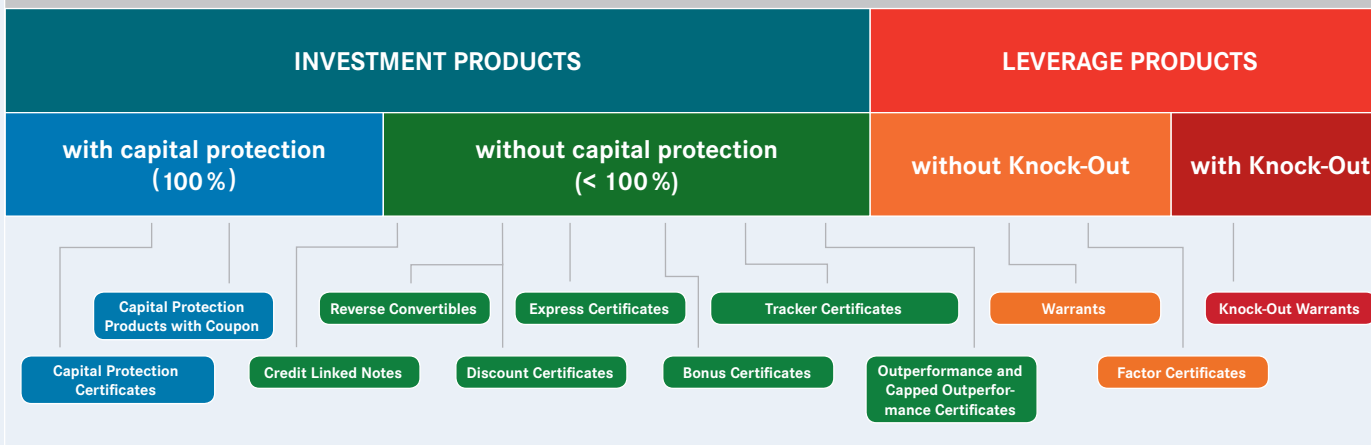 INVESTMENT PRODUCTS
LEVERAGE PRODUCTS
with capital protection
(100 %)
without capital protection
(< 100 %)
without Knock-Out
with Knock-Out
Capital Protection
Products with Coupon
Reverse Convertibles
Express Certificates
Tracker Certificates
Warrants
Knock-Out Warrants
Capital Protection
Certificates
Credit Linked Notes
Discount Certificates
Bonus Certificates
Outperformance and
Capped Outperfor-
mance Certificates
Factor Certificates